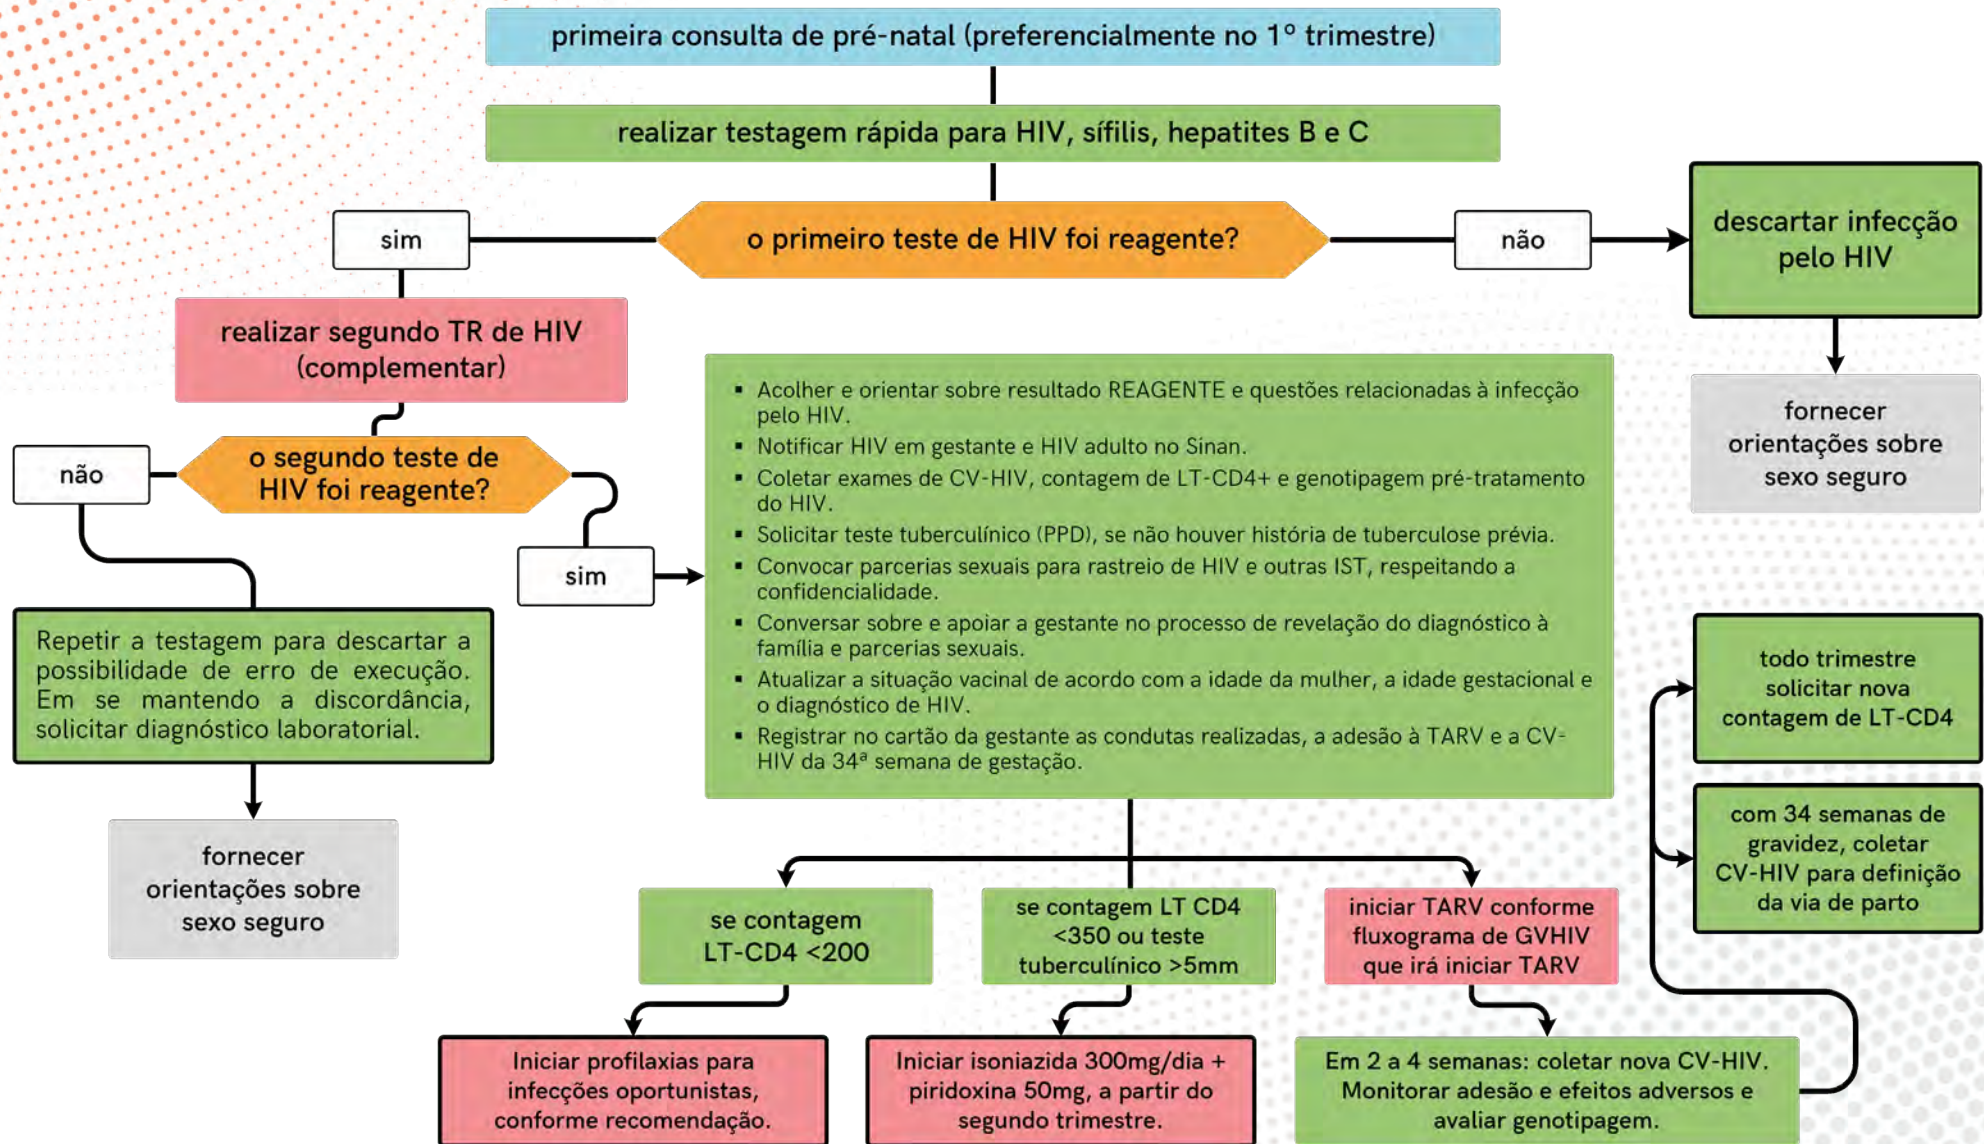 primeira consulta de pré-natal (preferencialmente no 1º trimestre)
realizar testagem rápida para HIV, sífilis, hepatites B e C
o primeiro teste de HIV foi reagente?
sim
não
descartar infecção
pelo HIV
fornecer
orientações sobre
sexo seguro
realizar segundo TR de HIV
(complementar)
o segundo teste de
HIV foi reagente?
não
sim
Repetir a testagem para descartar a
possibilidade de erro de execução.
Em se mantendo a discordância,
solicitar diagnóstico laboratorial.
fornecer
orientações sobre
sexo seguro
▪ Acolher e orientar sobre resultado REAGENTE e questões relacionadas à infecção
pelo HIV.
▪ Notificar HIV em gestante e HIV adulto no Sinan.
▪ Coletar exames de CV-HIV, contagem de LT-CD4+ e genotipagem pré-tratamento
do HIV.
▪ Solicitar teste tuberculínico (PPD), se não houver história de tuberculose prévia.
▪ Convocar parcerias sexuais para rastreio de HIV e outras IST, respeitando a
confidencialidade.
▪ Conversar sobre e apoiar a gestante no processo de revelação do diagnóstico à
família e parcerias sexuais.
▪ Atualizar a situação vacinal de acordo com a idade da mulher, a idade gestacional e
o diagnóstico de HIV.
▪ Registrar no cartão da gestante as condutas realizadas, a adesão à TARV e a CV-
HIV da 34ª semana de gestação.
se contagem
LT-CD4 <200
Iniciar profilaxias para
infecções oportunistas,
conforme recomendação.
se contagem LT CD4
<350 ou teste
tuberculínico >5mm
Iniciar isoniazida 300mg/dia +
piridoxina 50mg, a partir do
segundo trimestre.
iniciar TARV conforme
fluxograma de GVHIV
que irá iniciar TARV
Em 2 a 4 semanas: coletar nova CV-HIV.
Monitorar adesão e efeitos adversos e
avaliar genotipagem.
todo trimestre
solicitar nova
contagem de LT-CD4
com 34 semanas de
gravidez, coletar
CV-HIV para definição
da via de parto